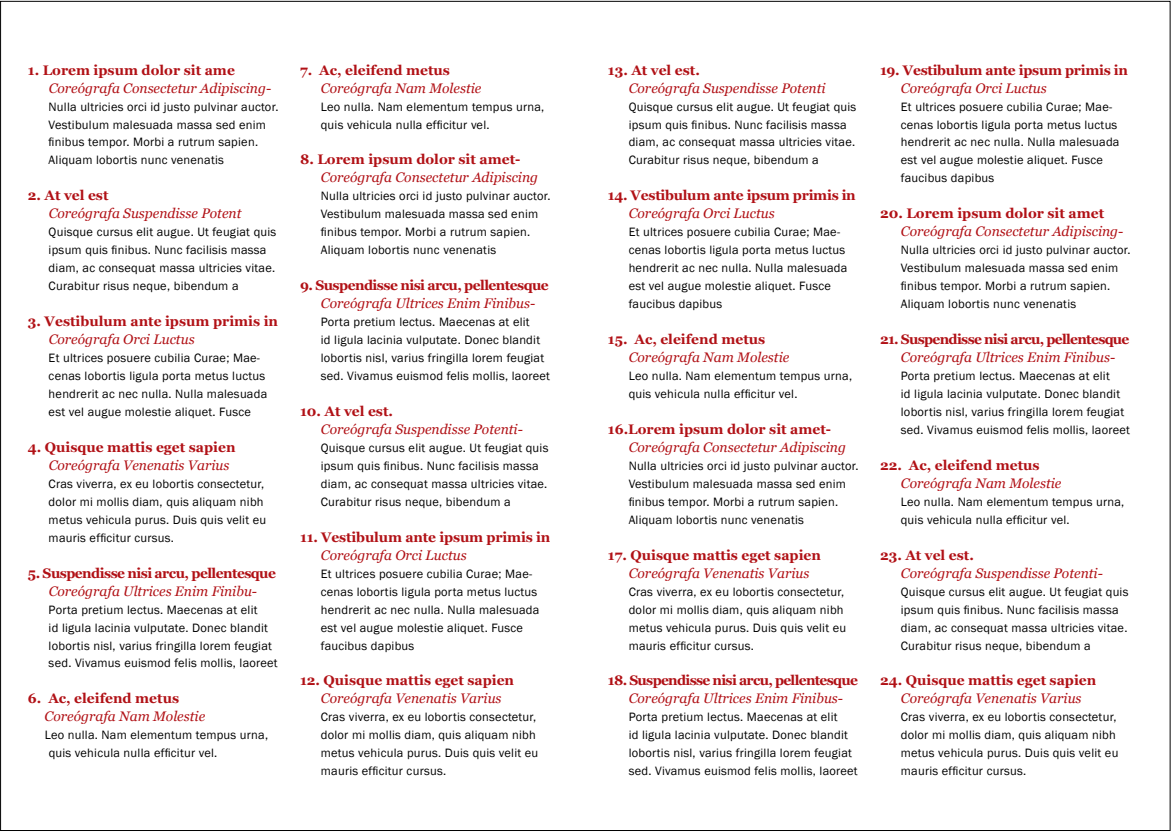 1. Lorem ipsum dolor sit ame
Coreógrafa Consectetur Adipiscing-
Nulla ultricies orci id justo pulvinar auctor.
Vestibulum malesuada massa sed enim
finibus tempor. Morbi a rutrum sapien.
Aliquam lobortis nunc venenatis
2. At vel est
Coreógrafa Suspendisse Potent
Quisque cursus elit augue. Ut feugiat quis
ipsum quis finibus. Nunc facilisis massa
diam, ac consequat massa ultricies vitae.
Curabitur risus neque, bibendum a
3. Vestibulum ante ipsum primis in
Coreógrafa Orci Luctus
Et ultrices posuere cubilia Curae; Mae-
cenas lobortis ligula porta metus luctus
hendrerit ac nec nulla. Nulla malesuada
est vel augue molestie aliquet. Fusce
4. Quisque mattis eget sapien
Coreógrafa Venenatis Varius
Cras viverra, ex eu lobortis consectetur,
dolor mi mollis diam, quis aliquam nibh
metus vehicula purus. Duis quis velit eu
mauris efficitur cursus.
5. Suspendisse nisi arcu, pellentesque
Coreógrafa Ultrices Enim Finibu-
Porta pretium lectus. Maecenas at elit
id ligula lacinia vulputate. Donec blandit
lobortis nisl, varius fringilla lorem feugiat
sed. Vivamus euismod felis mollis, laoreet
6. Ac, eleifend metus
Coreógrafa Nam Molestie
Leo nulla. Nam elementum tempus urna,
quis vehicula nulla efficitur vel.
7. Ac, eleifend metus
Coreógrafa Nam Molestie
Leo nulla. Nam elementum tempus urna,
quis vehicula nulla efficitur vel.
8. Lorem ipsum dolor sit amet-
Coreógrafa Consectetur Adipiscing
Nulla ultricies orci id justo pulvinar auctor.
Vestibulum malesuada massa sed enim
finibus tempor. Morbi a rutrum sapien.
Aliquam lobortis nunc venenatis
9. Suspendisse nisi arcu, pellentesque
Coreógrafa Ultrices Enim Finibus-
Porta pretium lectus. Maecenas at elit
id ligula lacinia vulputate. Donec blandit
lobortis nisl, varius fringilla lorem feugiat
sed. Vivamus euismod felis mollis, laoreet
10. At vel est.
Coreógrafa Suspendisse Potenti-
Quisque cursus elit augue. Ut feugiat quis
ipsum quis finibus. Nunc facilisis massa
diam, ac consequat massa ultricies vitae.
Curabitur risus neque, bibendum a
11. Vestibulum ante ipsum primis in
Coreógrafa Orci Luctus
Et ultrices posuere cubilia Curae; Mae-
cenas lobortis ligula porta metus luctus
hendrerit ac nec nulla. Nulla malesuada
est vel augue molestie aliquet. Fusce
faucibus dapibus
12. Quisque mattis eget sapien
Coreógrafa Venenatis Varius
Cras viverra, ex eu lobortis consectetur,
dolor mi mollis diam, quis aliquam nibh
metus vehicula purus. Duis quis velit eu
mauris efficitur cursus.
13. At vel est.
Coreógrafa Suspendisse Potenti
Quisque cursus elit augue. Ut feugiat quis
ipsum quis finibus. Nunc facilisis massa
diam, ac consequat massa ultricies vitae.
Curabitur risus neque, bibendum a
14. Vestibulum ante ipsum primis in
Coreógrafa Orci Luctus
Et ultrices posuere cubilia Curae; Mae-
cenas lobortis ligula porta metus luctus
hendrerit ac nec nulla. Nulla malesuada
est vel augue molestie aliquet. Fusce
faucibus dapibus
15. Ac, eleifend metus
Coreógrafa Nam Molestie
Leo nulla. Nam elementum tempus urna,
quis vehicula nulla efficitur vel.
16.Lorem ipsum dolor sit amet-
Coreógrafa Consectetur Adipiscing
Nulla ultricies orci id justo pulvinar auctor.
Vestibulum malesuada massa sed enim
finibus tempor. Morbi a rutrum sapien.
Aliquam lobortis nunc venenatis
17. Quisque mattis eget sapien
Coreógrafa Venenatis Varius
Cras viverra, ex eu lobortis consectetur,
dolor mi mollis diam, quis aliquam nibh
metus vehicula purus. Duis quis velit eu
mauris efficitur cursus.
18. Suspendisse nisi arcu, pellentesque
Coreógrafa Ultrices Enim Finibus-
Porta pretium lectus. Maecenas at elit
id ligula lacinia vulputate. Donec blandit
lobortis nisl, varius fringilla lorem feugiat
sed. Vivamus euismod felis mollis, laoreet
19. Vestibulum ante ipsum primis in
Coreógrafa Orci Luctus
Et ultrices posuere cubilia Curae; Mae-
cenas lobortis ligula porta metus luctus
hendrerit ac nec nulla. Nulla malesuada
est vel augue molestie aliquet. Fusce
faucibus dapibus
20. Lorem ipsum dolor sit amet
Coreógrafa Consectetur Adipiscing-
Nulla ultricies orci id justo pulvinar auctor.
Vestibulum malesuada massa sed enim
finibus tempor. Morbi a rutrum sapien.
Aliquam lobortis nunc venenatis
21. Suspendisse nisi arcu, pellentesque
Coreógrafa Ultrices Enim Finibus-
Porta pretium lectus. Maecenas at elit
id ligula lacinia vulputate. Donec blandit
lobortis nisl, varius fringilla lorem feugiat
sed. Vivamus euismod felis mollis, laoreet
22. Ac, eleifend metus
Coreógrafa Nam Molestie
Leo nulla. Nam elementum tempus urna,
quis vehicula nulla efficitur vel.
23. At vel est.
Coreógrafa Suspendisse Potenti-
Quisque cursus elit augue. Ut feugiat quis
ipsum quis finibus. Nunc facilisis massa
diam, ac consequat massa ultricies vitae.
Curabitur risus neque, bibendum a
24. Quisque mattis eget sapien
Coreógrafa Venenatis Varius
Cras viverra, ex eu lobortis consectetur,
dolor mi mollis diam, quis aliquam nibh
metus vehicula purus. Duis quis velit eu
mauris efficitur cursus.